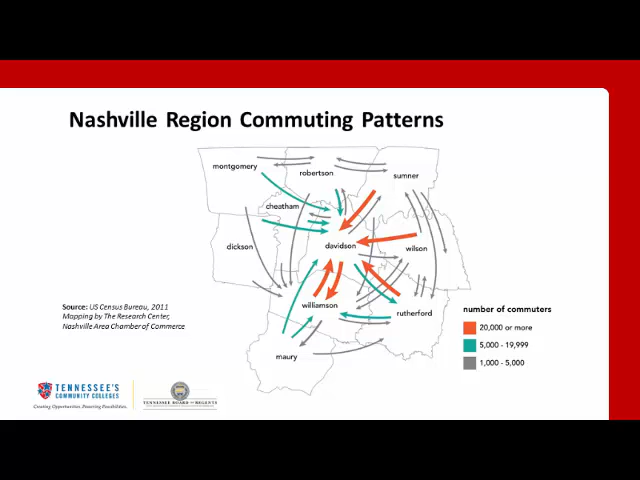 Nashville Region Commuting Patterns
montgomery
robertson
sumner
cheatham
dickson
davidson
wilson
williamson
rutherford
maury
Source: US Census Bureau, 2011
Mapping by The Research Center,
Nashville Area Chamber of Commerce
number of commuters
20,000 or more
5,000 - 19,999
1,000 - 5,000
TENNESSEE'S
COMMUNITY COLLEGES
Creating Opportunities. Powering Possibilities.
TENNESSEE BOARD OF REGENTS